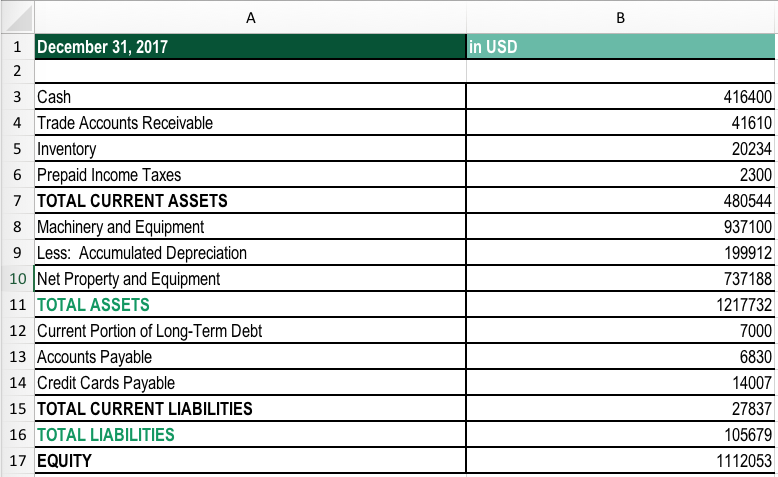 A B
1 December 31, 2017 in USD
2
3 Cash 416400
4 Trade Accounts Receivable 41610
5 Inventory 20234
6 Prepaid Income Taxes 2300
7 TOTAL CURRENT ASSETS 480544
8 Machinery and Equipment 937100
9 Less: Accumulated Depreciation 199912
10 Net Property and Equipment 737188
11 TOTAL ASSETS 1217732
12 Current Portion of Long-Term Debt 7000
13 Accounts Payable 6830
14 Credit Cards Payable 14007
15 TOTAL CURRENT LIABILITIES 27837
16 TOTAL LIABILITIES 105679
17 EQUITY 1112053